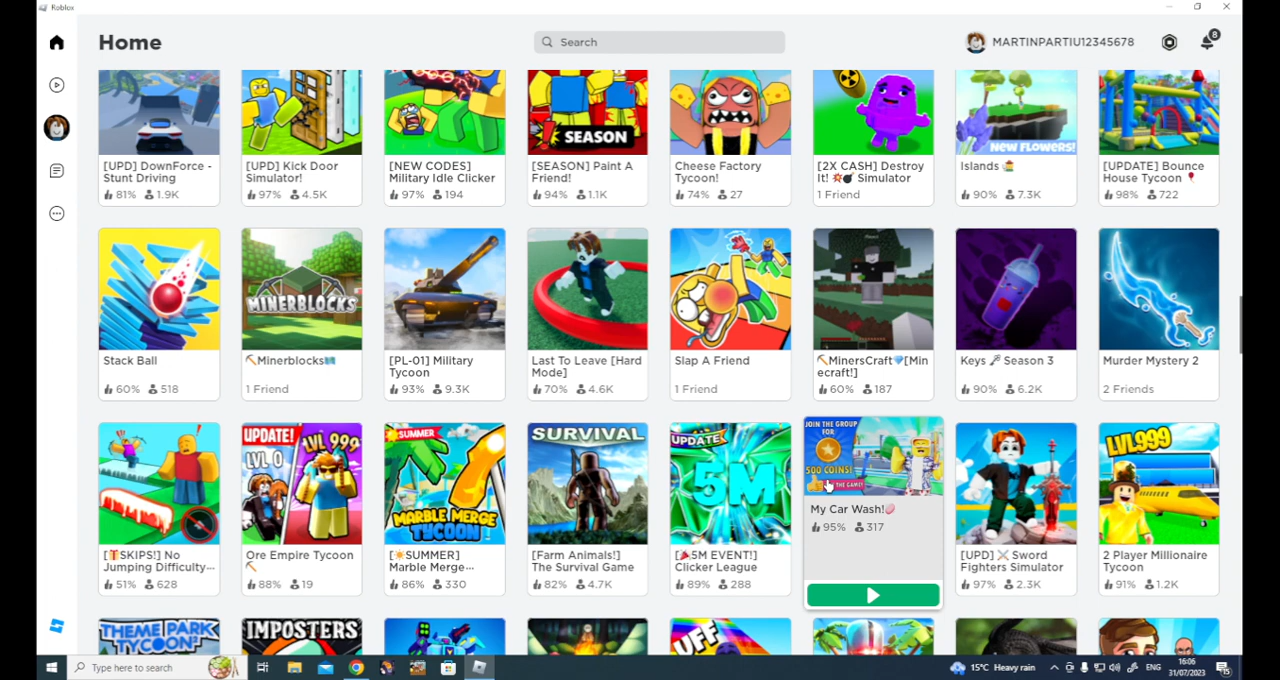 Roblox
Home
Search
MARTINPARTIU12345678
8
SEASON
NEW FLOWERS!
[UPD] DownForce -
Stunt Driving
81% 1.9K
[UPD] Kick Door
Simulator!
97% 4.5K
[NEW CODES]
Military Idle Clicker
97% 194
[SEASON] Paint A
Friend!
94% 1.1K
Cheese Factory
Tycoon!
74% 27
[2X CASH] Destroy
It! 💥💣 Simulator
1 Friend
Islands
90% 7.3K
[UPDATE] Bounce
House Tycoon 🎈
98% 722
MINERBLOCKS
Stack Ball
60% 518
⛏️Minerblocks
1 Friend
[PL-01] Military
Tycoon
93% 9.3K
Last To Leave [Hard
Mode]
70% 4.6K
Slap A Friend
1 Friend
⛏️MinersCraft💎[Min
ecraft!]
60% 187
Keys 🗝️ Season 3
90% 6.2K
Murder Mystery 2
2 Friends
UPDATE!
LVL 0
LVL 999
SUMMER
MARBLE MERGE
TYCOON
SURVIVAL
UPDATE
5M
JOIN THE GROUP
FOR
500 COINS!
THE GAME!
LVL999
[🎁SKIPS!] No
Jumping Difficulty...
51% 628
Ore Empire Tycoon
⛏️
88% 19
[☀️SUMMER]
Marble Merge...
86% 330
[Farm Animals!]
The Survival Game
82% 4.7K
[🎉5M EVENT!]
Clicker League
89% 288
My Car Wash!🧽
95% 317
[UPD] ⚔️ Sword
Fighters Simulator
97% 2.3K
2 Player Millionaire
Tycoon
91% 1.2K
THEME PARK
TYCOON 2
IMPOSTERS
Type here to search
15°C Heavy rain
ENG
16:06
31/07/2023
15